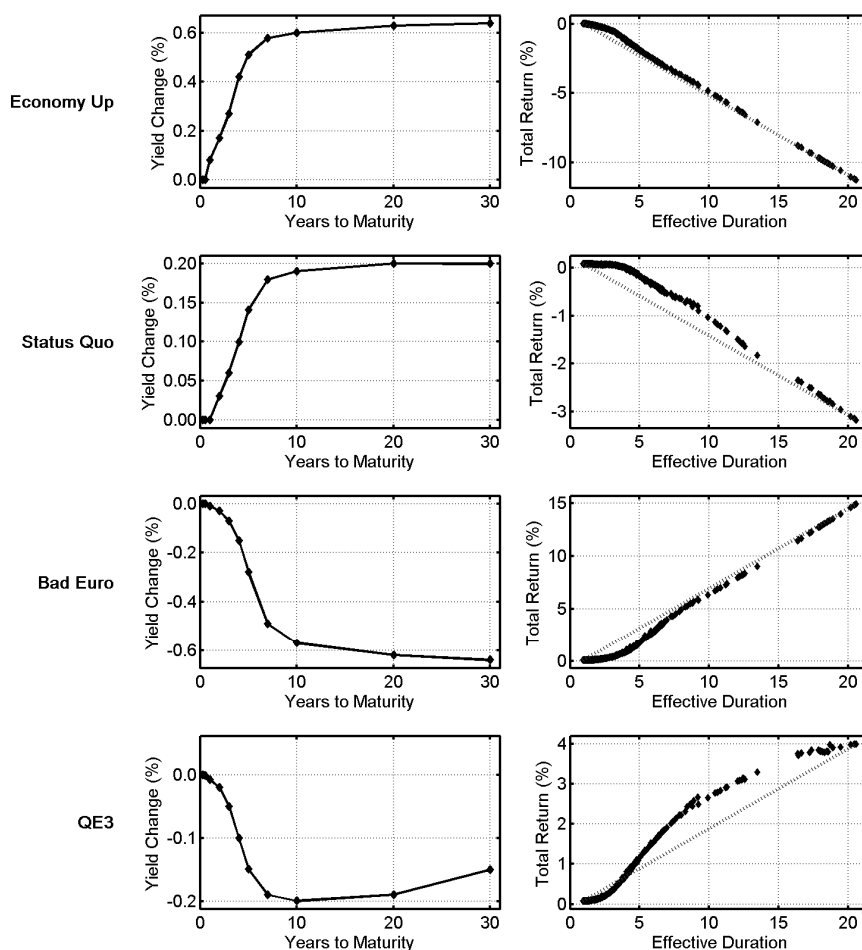 Economy Up
Yield Change (%)
0.6
0.4
0.2
0.0
0 10 20 30
Years to Maturity
Total Return (%)
0
-5
-10
0 5 10 15 20
Effective Duration
Status Quo
Yield Change (%)
0.20
0.15
0.10
0.05
0.00
0 10 20 30
Years to Maturity
Total Return (%)
0
-1
-2
-3
0 5 10 15 20
Effective Duration
Bad Euro
Yield Change (%)
0.0
-0.2
-0.4
-0.6
0 10 20 30
Years to Maturity
Total Return (%)
15
10
5
0
0 5 10 15 20
Effective Duration
QE3
Yield Change (%)
0.0
-0.1
-0.2
0 10 20 30
Years to Maturity
Total Return (%)
4
3
2
1
0
0 5 10 15 20
Effective Duration